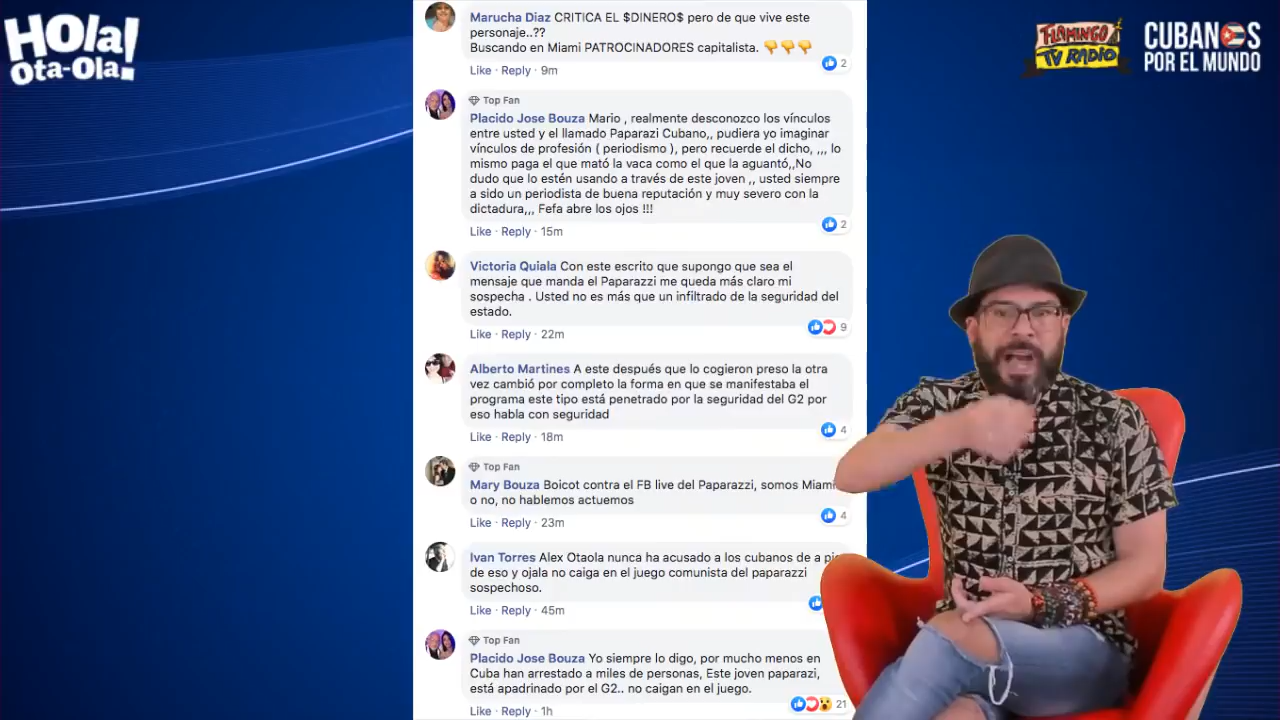 Hola!
Ota-Ola!
FLAMINGO
TV RADIO
CUBANOS
POR EL MUNDO
Marucha Diaz CRITICA EL $DINERO$ pero de que vive este
personaje..??
Buscando en Miami PATROCINADORES capitalista. 👎👎👎
2
Like · Reply · 9m
Top Fan
Placido Jose Bouza Mario , realmente desconozco los vínculos
entre usted y el llamado Paparazi Cubano,, pudiera yo imaginar
vínculos de profesión ( periodismo ), pero recuerde el dicho, ,,, lo
mismo paga el que mató la vaca como el que la aguantó,,No
dudo que lo estén usando a través de este joven ,, usted siempre
a sido un periodista de buena reputación y muy severo con la
dictadura,,, Fefa abre los ojos !!!
2
Like · Reply · 15m
Victoria Quiala Con este escrito que supongo que sea el
mensaje que manda el Paparazzi me queda más claro mi
sospecha . Usted no es más que un infiltrado de la seguridad del
estado.
9
Like · Reply · 22m
Alberto Martines A este después que lo cogieron preso la otra
vez cambió por completo la forma en que se manifestaba el
programa este tipo está penetrado por la seguridad del G2 por
eso habla con seguridad
4
Like · Reply · 18m
Top Fan
Mary Bouza Boicot contra el FB live del Paparazzi, somos Miami
o no, no hablemos actuemos
4
Like · Reply · 23m
Ivan Torres Alex Otaola nunca ha acusado a los cubanos de a
de eso y ojala no caiga en el juego comunista del paparazzi
sospechoso.
Like · Reply · 45m
Top Fan
Placido Jose Bouza Yo siempre lo digo, por mucho menos en
Cuba han arrestado a miles de personas, Este joven paparazi,
está apadrinado por el G2.. no caigan en el juego.
21
Like · Reply · 1h